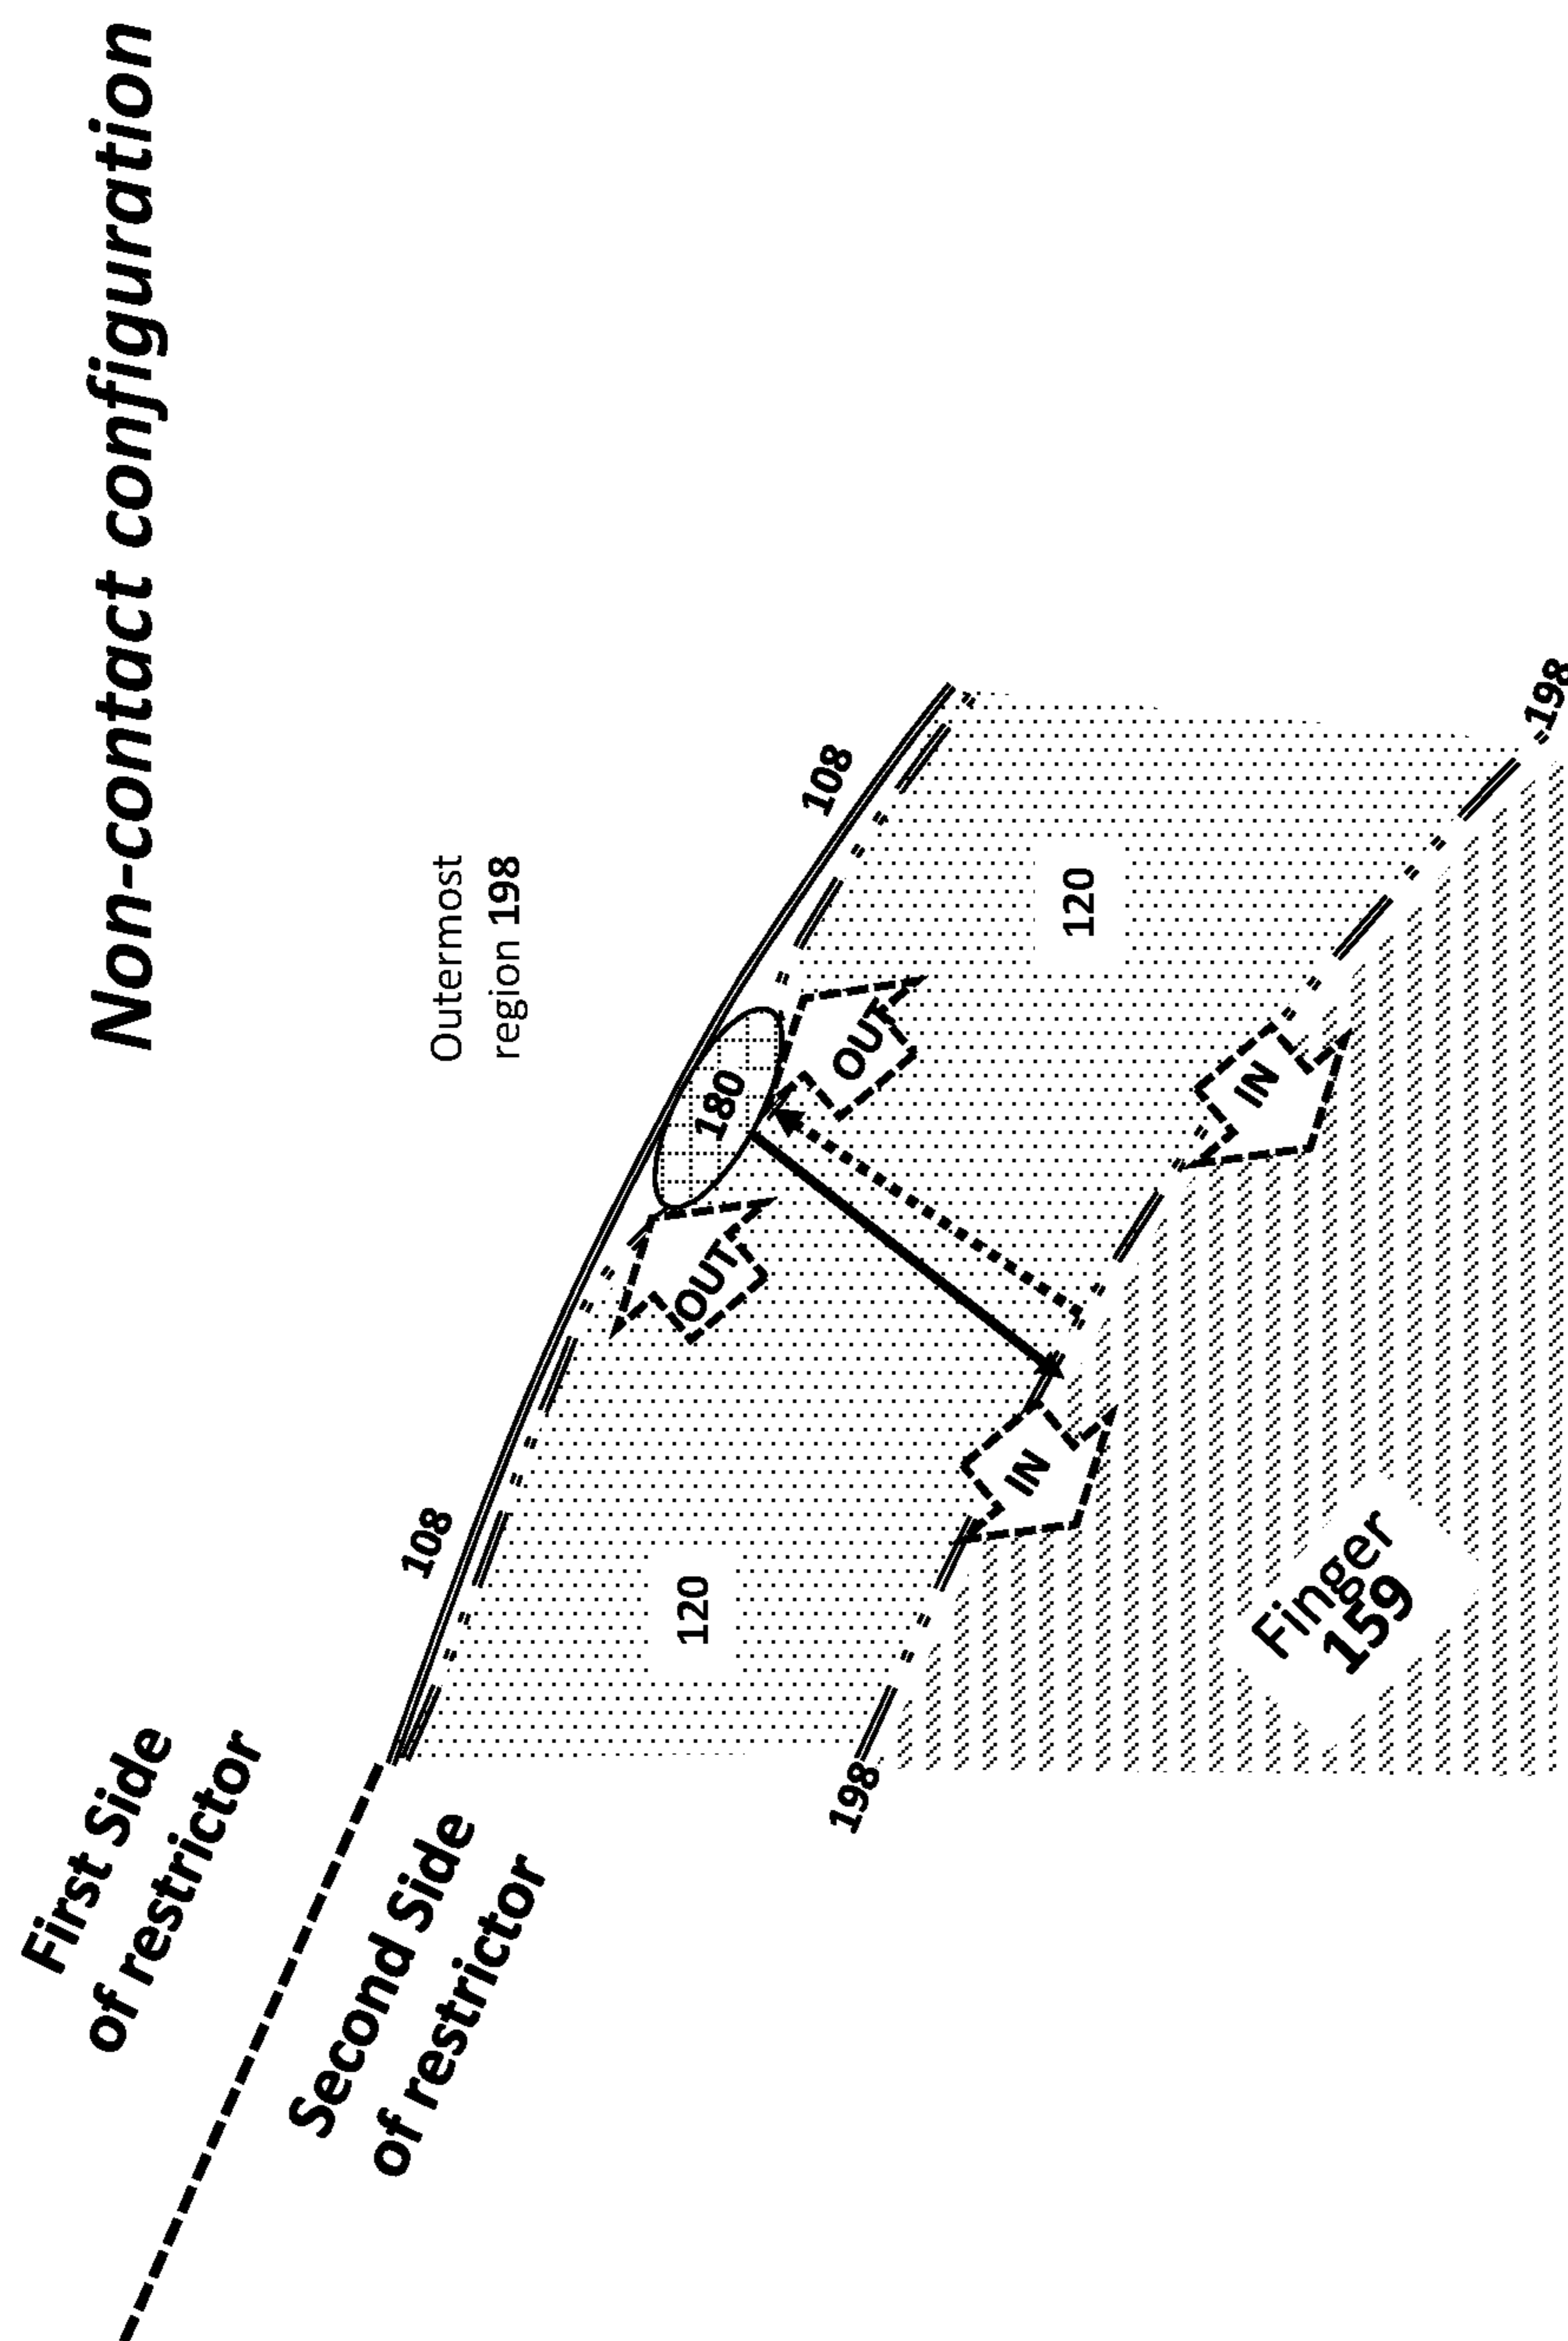 Non-contact configuration
First Side
of restrictor
Second Side
of restrictor
Outermost
region 198
108
108
180
OUT
OUT
120
120
IN
IN
198
198
Finger
159